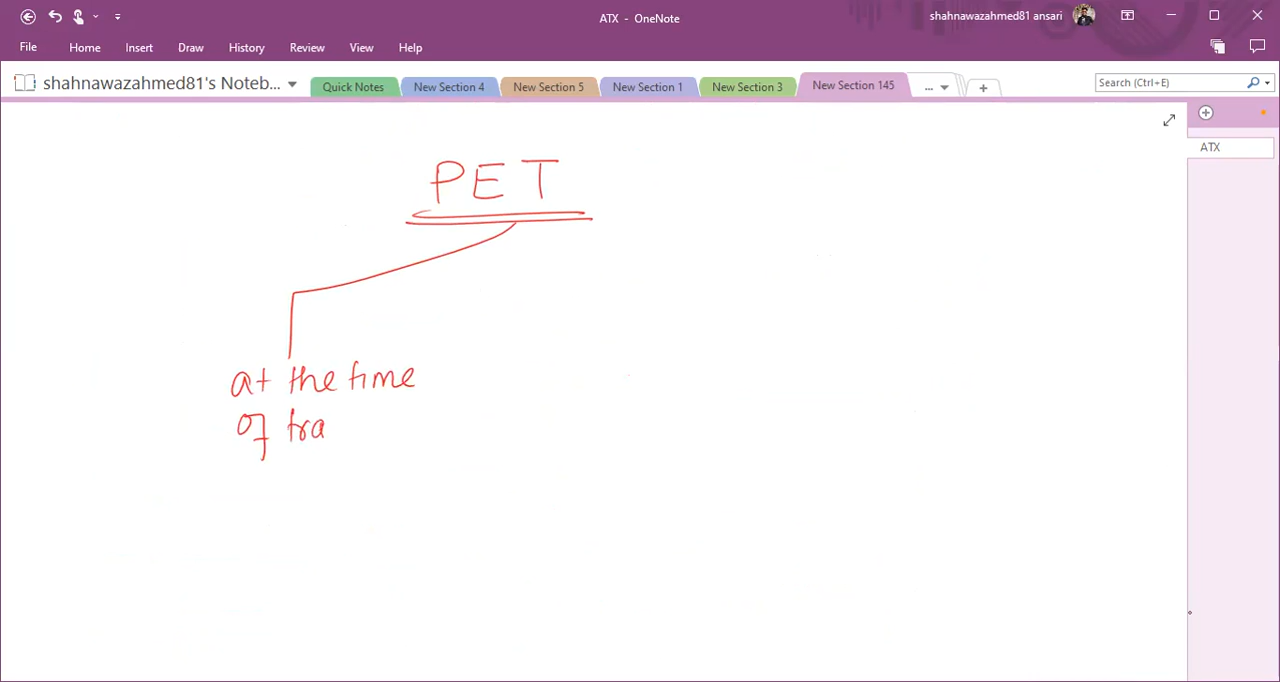 ATX - OneNote
shahnawazahmed81 ansari
File Home Insert Draw History Review View Help
shahnawazahmed81's Noteb... Quick Notes New Section 4 New Section 5 New Section 1 New Section 3 New Section 145 ... Search (Ctrl+E)
ATX
PET
at the time
of tra